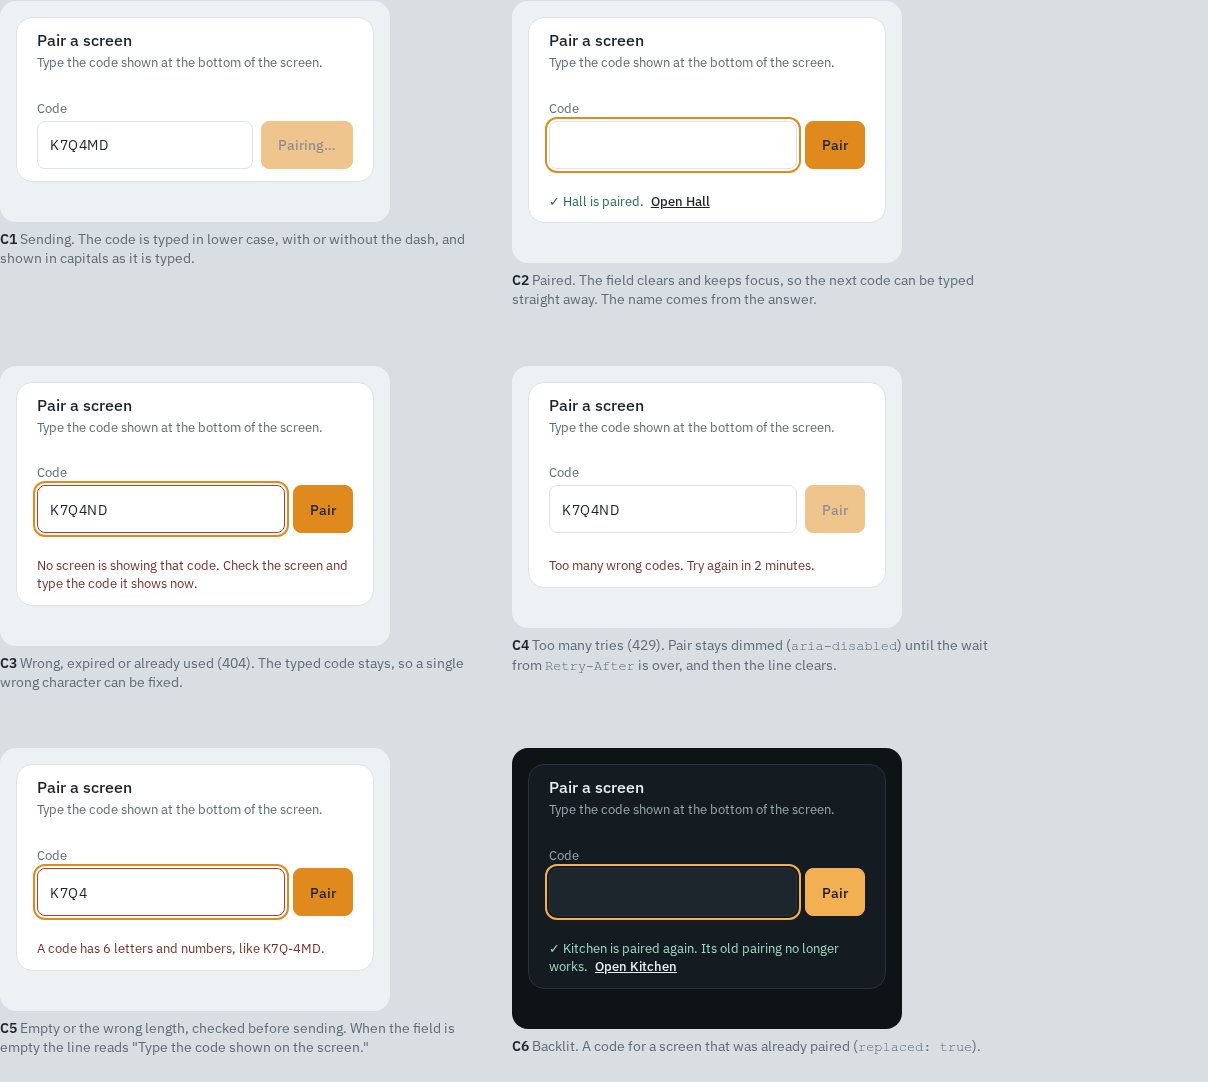 Pair a screen
Type the code shown at the bottom of the screen.
Code
K7Q4MD
Pairing...
C1 Sending. The code is typed in lower case, with or without the dash, and
shown in capitals as it is typed.
Pair a screen
Type the code shown at the bottom of the screen.
Code
Pair
✓ Hall is paired. Open Hall
C2 Paired. The field clears and keeps focus, so the next code can be typed
straight away. The name comes from the answer.
Pair a screen
Type the code shown at the bottom of the screen.
Code
K7Q4ND
Pair
No screen is showing that code. Check the screen and
type the code it shows now.
C3 Wrong, expired or already used (404). The typed code stays, so a single
wrong character can be fixed.
Pair a screen
Type the code shown at the bottom of the screen.
Code
K7Q4ND
Pair
Too many wrong codes. Try again in 2 minutes.
C4 Too many tries (429). Pair stays dimmed (aria-disabled) until the wait
from Retry-After is over, and then the line clears.
Pair a screen
Type the code shown at the bottom of the screen.
Code
K7Q4
Pair
A code has 6 letters and numbers, like K7Q-4MD.
C5 Empty or the wrong length, checked before sending. When the field is
empty the line reads "Type the code shown on the screen."
Pair a screen
Type the code shown at the bottom of the screen.
Code
Pair
✓ Kitchen is paired again. Its old pairing no longer
works. Open Kitchen
C6 Backlit. A code for a screen that was already paired (replaced: true).